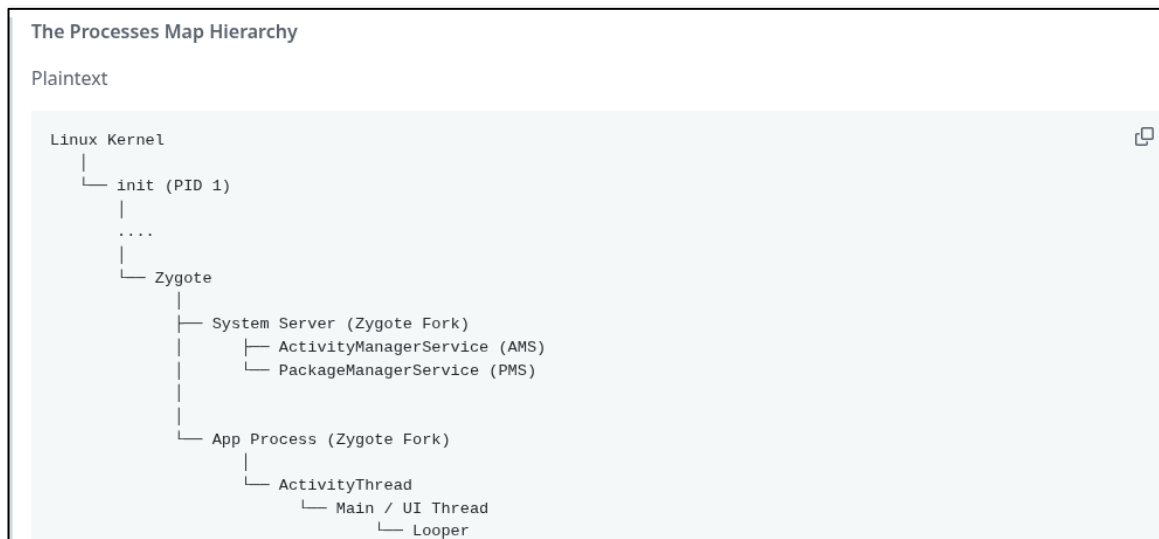 The Processes Map Hierarchy
Plaintext
Linux Kernel
│
└── init (PID 1)
│
....
│
└── Zygote
│
├── System Server (Zygote Fork)
│ ├── ActivityManagerService (AMS)
│ └── PackageManagerService (PMS)
│
│
└── App Process (Zygote Fork)
│
└── ActivityThread
└── Main / UI Thread
└── Looper